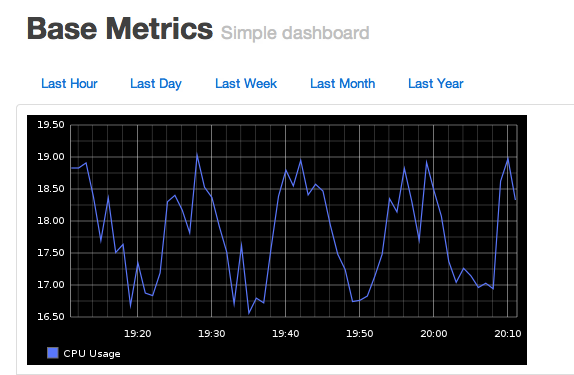 Base Metrics Simple dashboard
Last Hour Last Day Last Week Last Month Last Year
19.50
19.00
18.50
18.00
17.50
17.00
16.50
19:20 19:30 19:40 19:50 20:00 20:10
CPU Usage